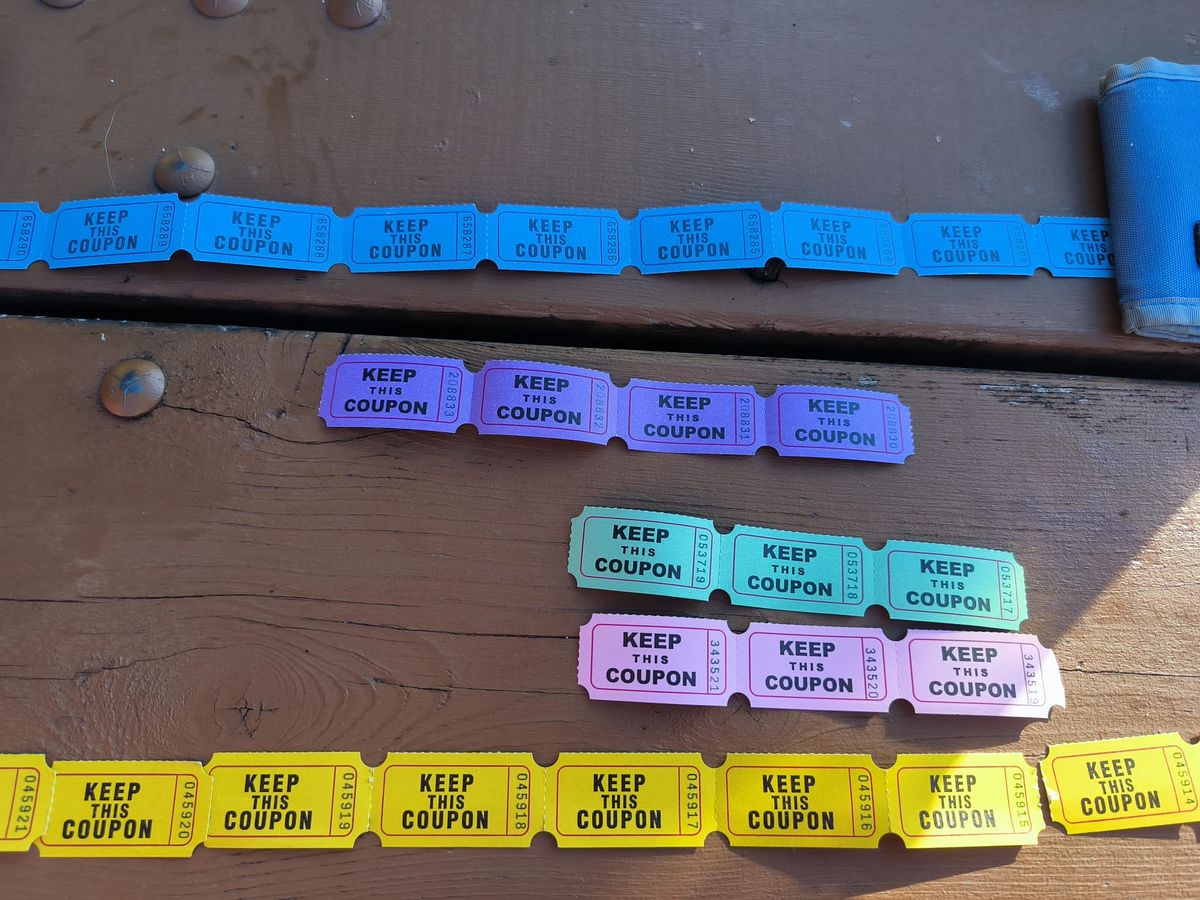 658290
KEEP
THIS
COUPON
658289
KEEP
THIS
COUPON
658288
KEEP
THIS
COUPON
658287
KEEP
THIS
COUPON
658286
KEEP
THIS
COUPON
658285
KEEP
THIS
COUPON
KEEP
THIS
COUPON
KEEP
THIS
KEEP
THIS
COUPON
208833
KEEP
THIS
COUPON
208832
KEEP
THIS
COUPON
208831
KEEP
THIS
COUPON
208830
KEEP
THIS
COUPON
053719
KEEP
THIS
COUPON
053718
KEEP
THIS
COUPON
053717
KEEP
THIS
COUPON
343521
KEEP
THIS
COUPON
343520
KEEP
THIS
COUPON
343519
045921
KEEP
THIS
COUPON
045920
KEEP
THIS
COUPON
045919
KEEP
THIS
COUPON
045918
KEEP
THIS
COUPON
045917
KEEP
THIS
COUPON
045916
KEEP
THIS
COUPON
045915
KEEP
THIS
COUPON
045914